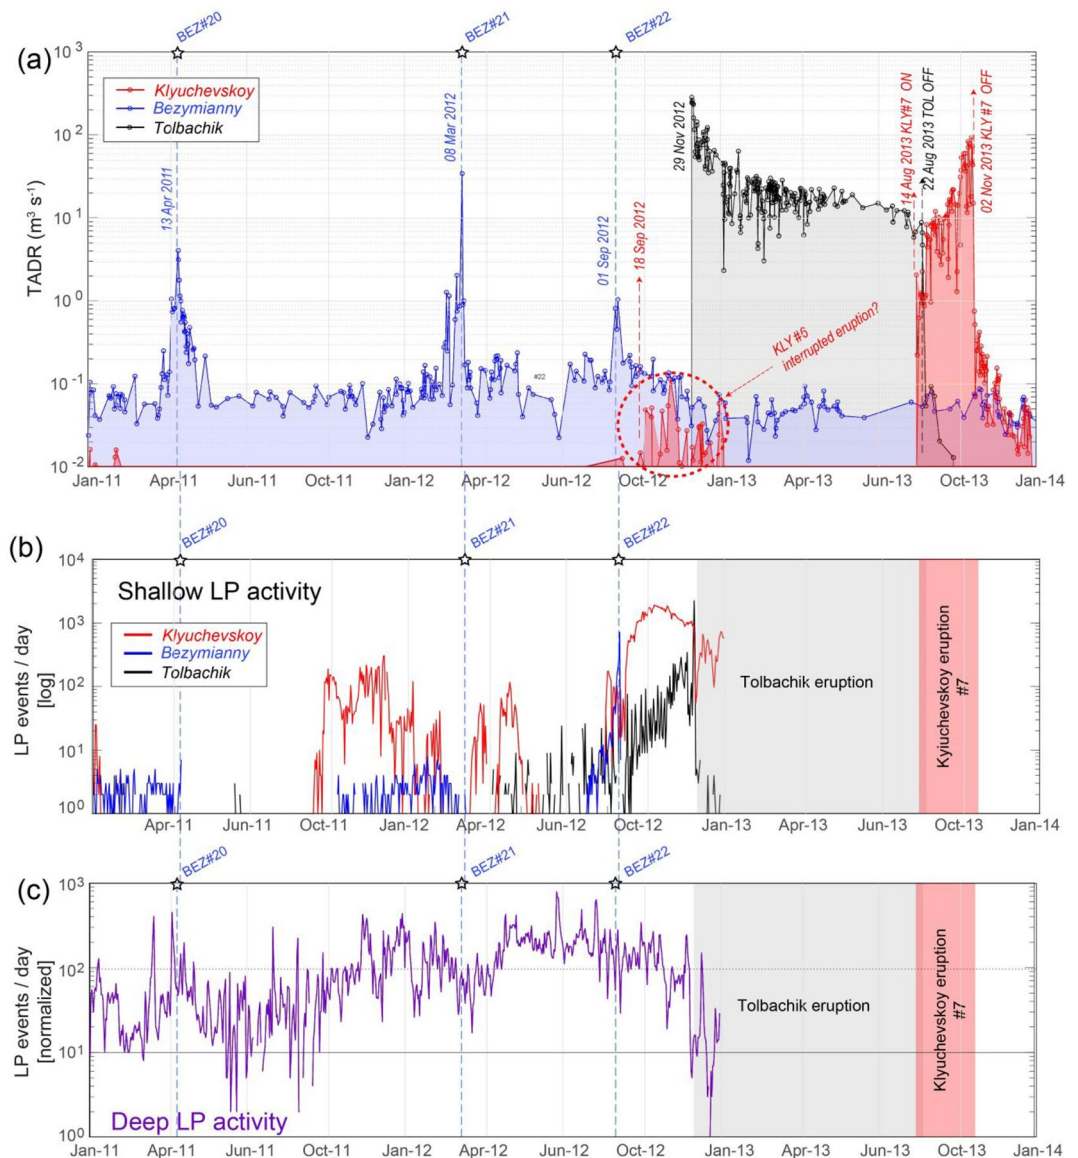 BEZ#20
BEZ#21
BEZ#22
(a)
TADR (m³ s⁻¹)
10³
10²
10¹
10⁰
10⁻¹
10⁻²
Klyuchevskoy
Bezymianny
Tolbachik
13 Apr 2011
08 Mar 2012
01 Sep 2012
18 Sep 2012
29 Nov 2012
14 Aug 2013 KLY#7 ON
22 Aug 2013 TOL OFF
02 Nov 2013 KLY#7 OFF
KLY #6
interrupted eruption?
#22
Jan-11 Apr-11 Jun-11 Oct-11 Jan-12 Apr-12 Jun-12 Oct-12 Jan-13 Apr-13 Jun-13 Oct-13 Jan-14
BEZ#20
BEZ#21
BEZ#22
(b)
LP events / day
[log]
10⁴
10³
10²
10¹
10⁰
Shallow LP activity
Klyuchevskoy
Bezymianny
Tolbachik
Tolbachik eruption
Kyiuchevskoy eruption
#7
Apr-11 Jun-11 Oct-11 Jan-12 Apr-12 Jun-12 Oct-12 Jan-13 Apr-13 Jun-13 Oct-13 Jan-14
BEZ#20
BEZ#21
BEZ#22
(c)
LP events / day
[normalized]
10³
10²
10¹
10⁰
Deep LP activity
Tolbachik eruption
Klyuchevskoy eruption
#7
Jan-11 Apr-11 Jun-11 Oct-11 Jan-12 Apr-12 Jun-12 Oct-12 Jan-13 Apr-13 Jun-13 Oct-13 Jan-14